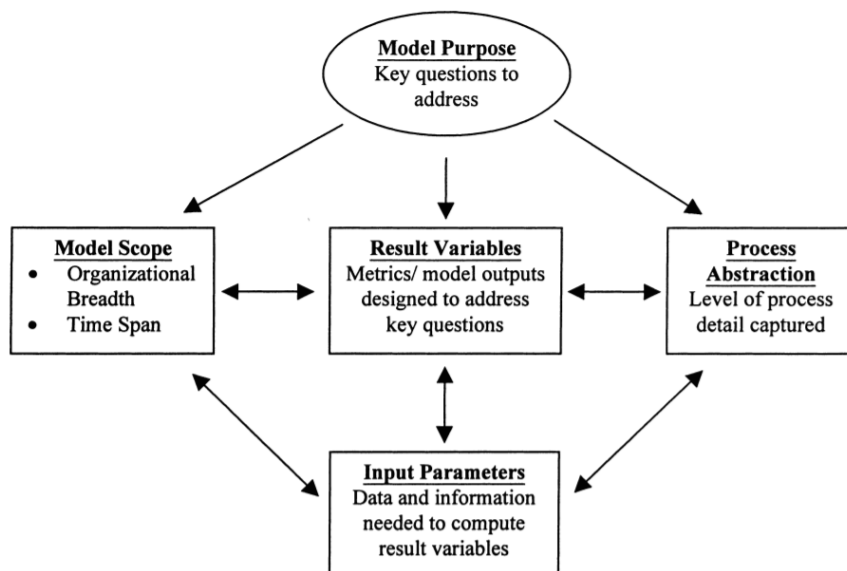 Model Purpose
Key questions to
address
Model Scope
• Organizational
Breadth
• Time Span
Result Variables
Metrics/ model outputs
designed to address
key questions
Process
Abstraction
Level of process
detail captured
Input Parameters
Data and information
needed to compute
result variables